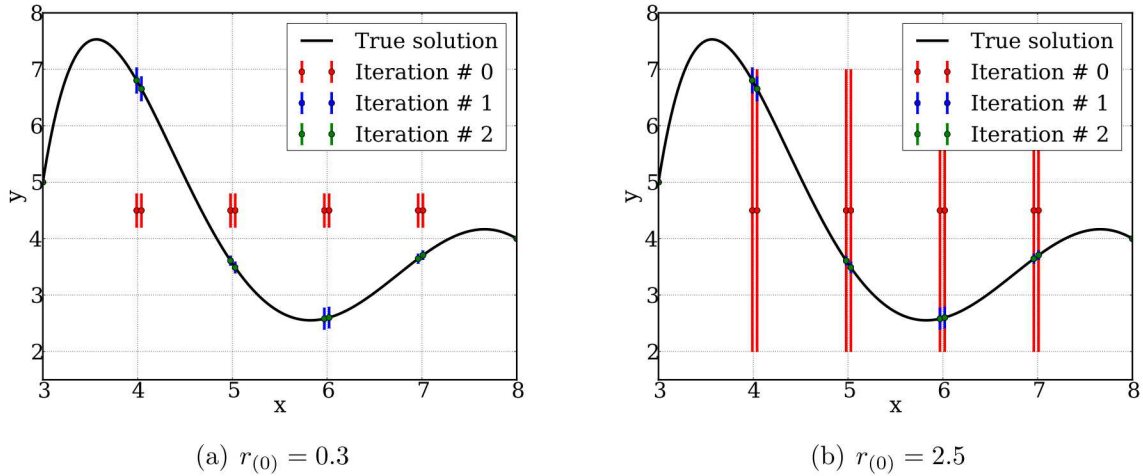 8
7
6
5
4
3
2
y
3 4 5 6 7 8
x
True solution
Iteration # 0
Iteration # 1
Iteration # 2
(a) r(0) = 0.3
8
7
6
5
4
3
2
y
3 4 5 6 7 8
x
True solution
Iteration # 0
Iteration # 1
Iteration # 2
(b) r(0) = 2.5